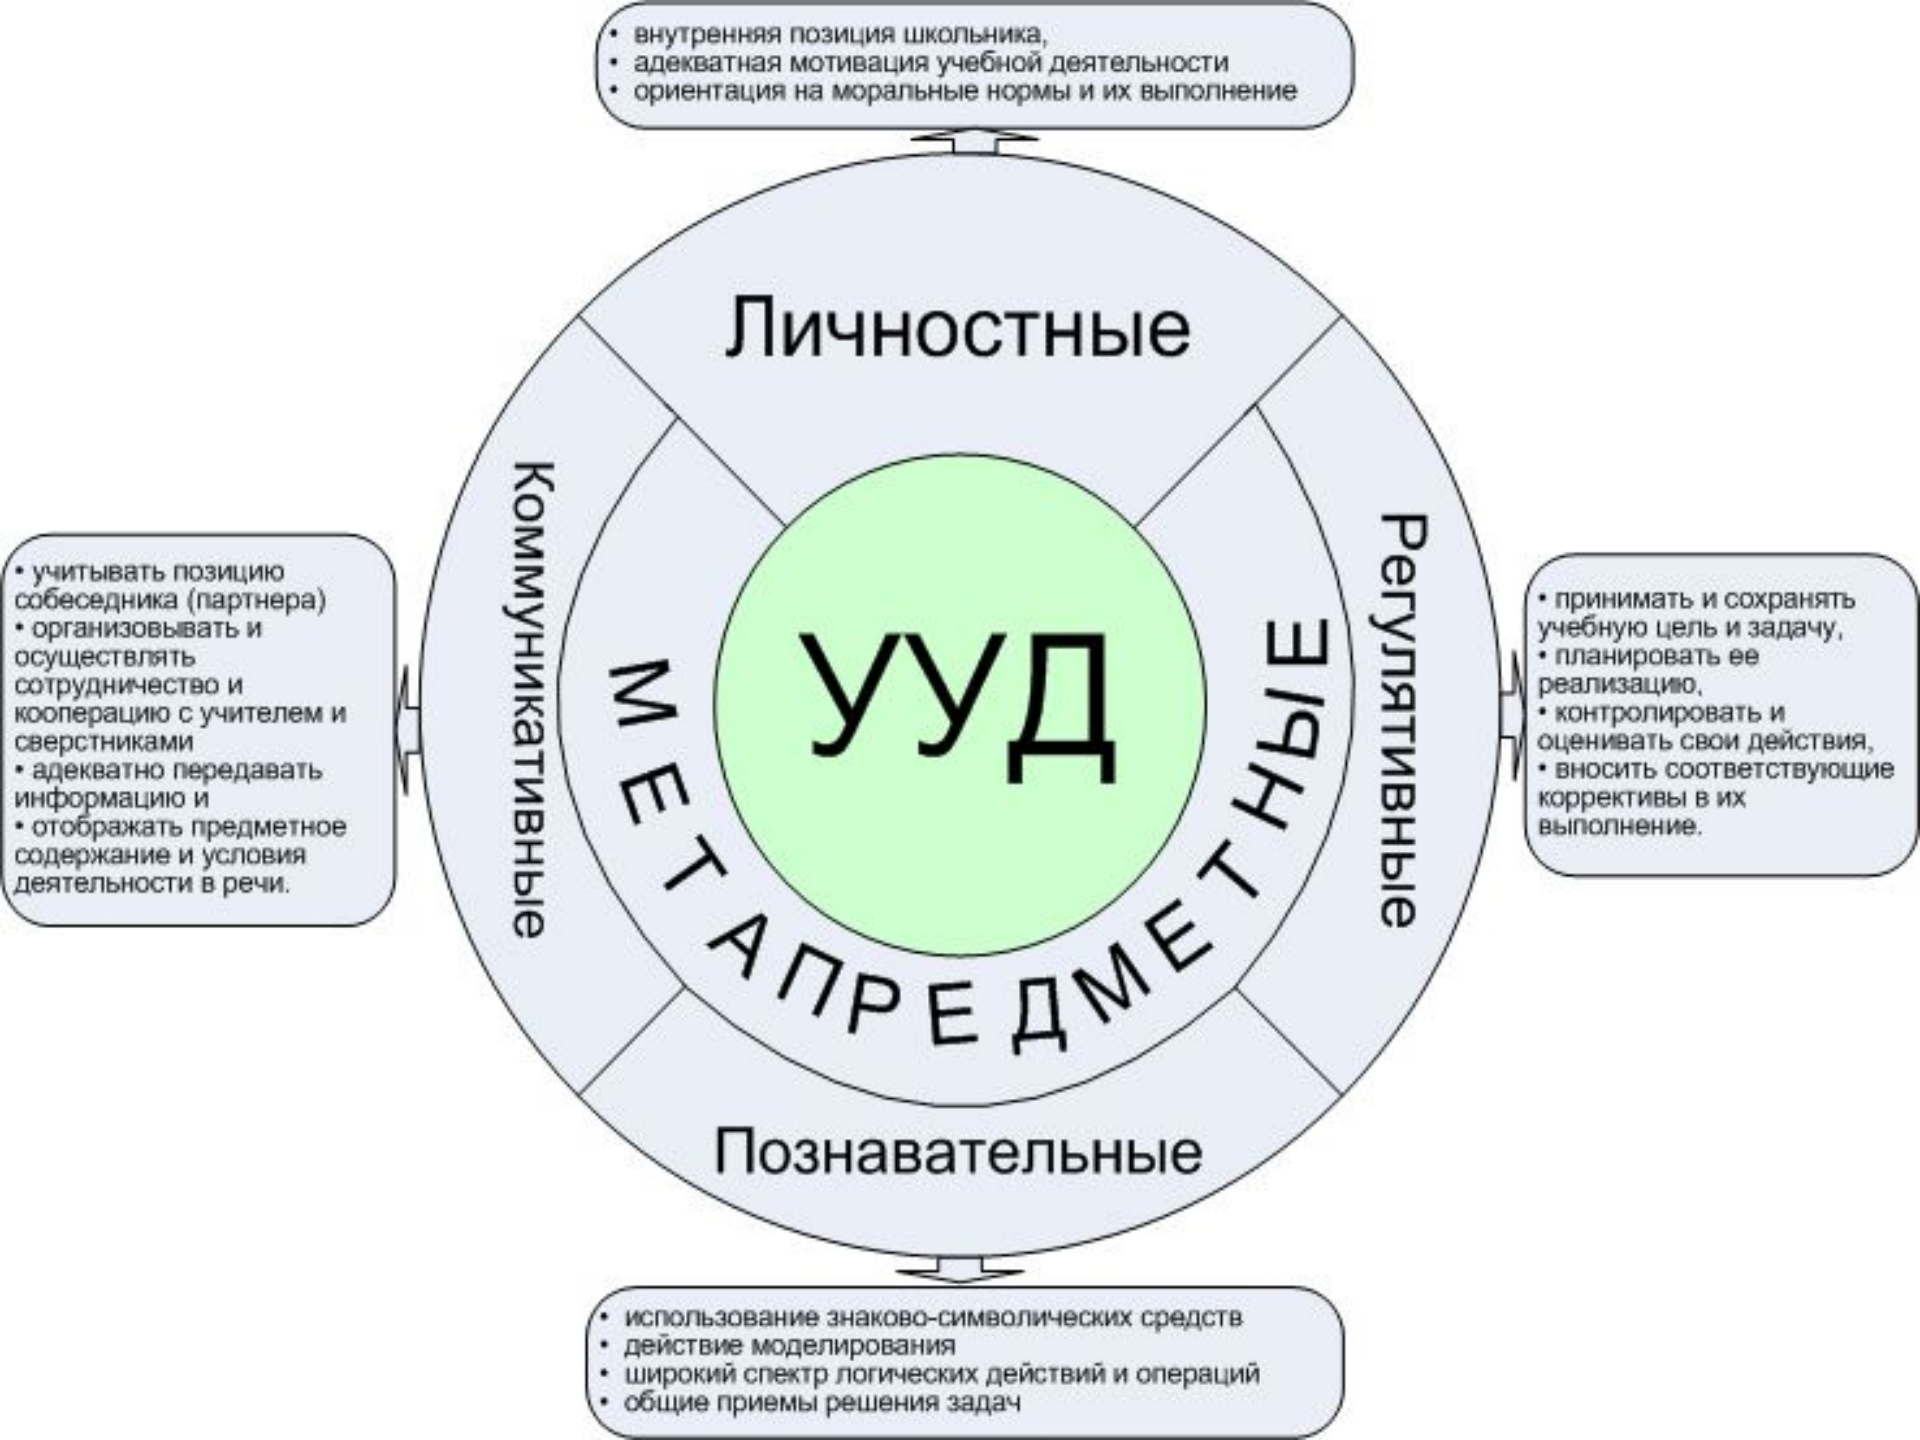 • внутренняя позиция школьника,
• адекватная мотивация учебной деятельности
• ориентация на моральные нормы и их выполнение
Личностные
Коммуникативные
• учитывать позицию
собеседника (партнера)
• организовывать и
осуществлять
сотрудничество и
кооперацию с учителем и
сверстниками
• адекватно передавать
информацию и
• отображать предметное
содержание и условия
деятельности в речи.
УУД
МЕТАПРЕДМЕТНЫЕ
Регулятивные
• принимать и сохранять
учебную цель и задачу,
• планировать ее
реализацию,
• контролировать и
оценивать свои действия,
• вносить соответствующие
коррективы в их
выполнение.
Познавательные
• использование знаково-символических средств
• действие моделирования
• широкий спектр логических действий и операций
• общие приемы решения задач